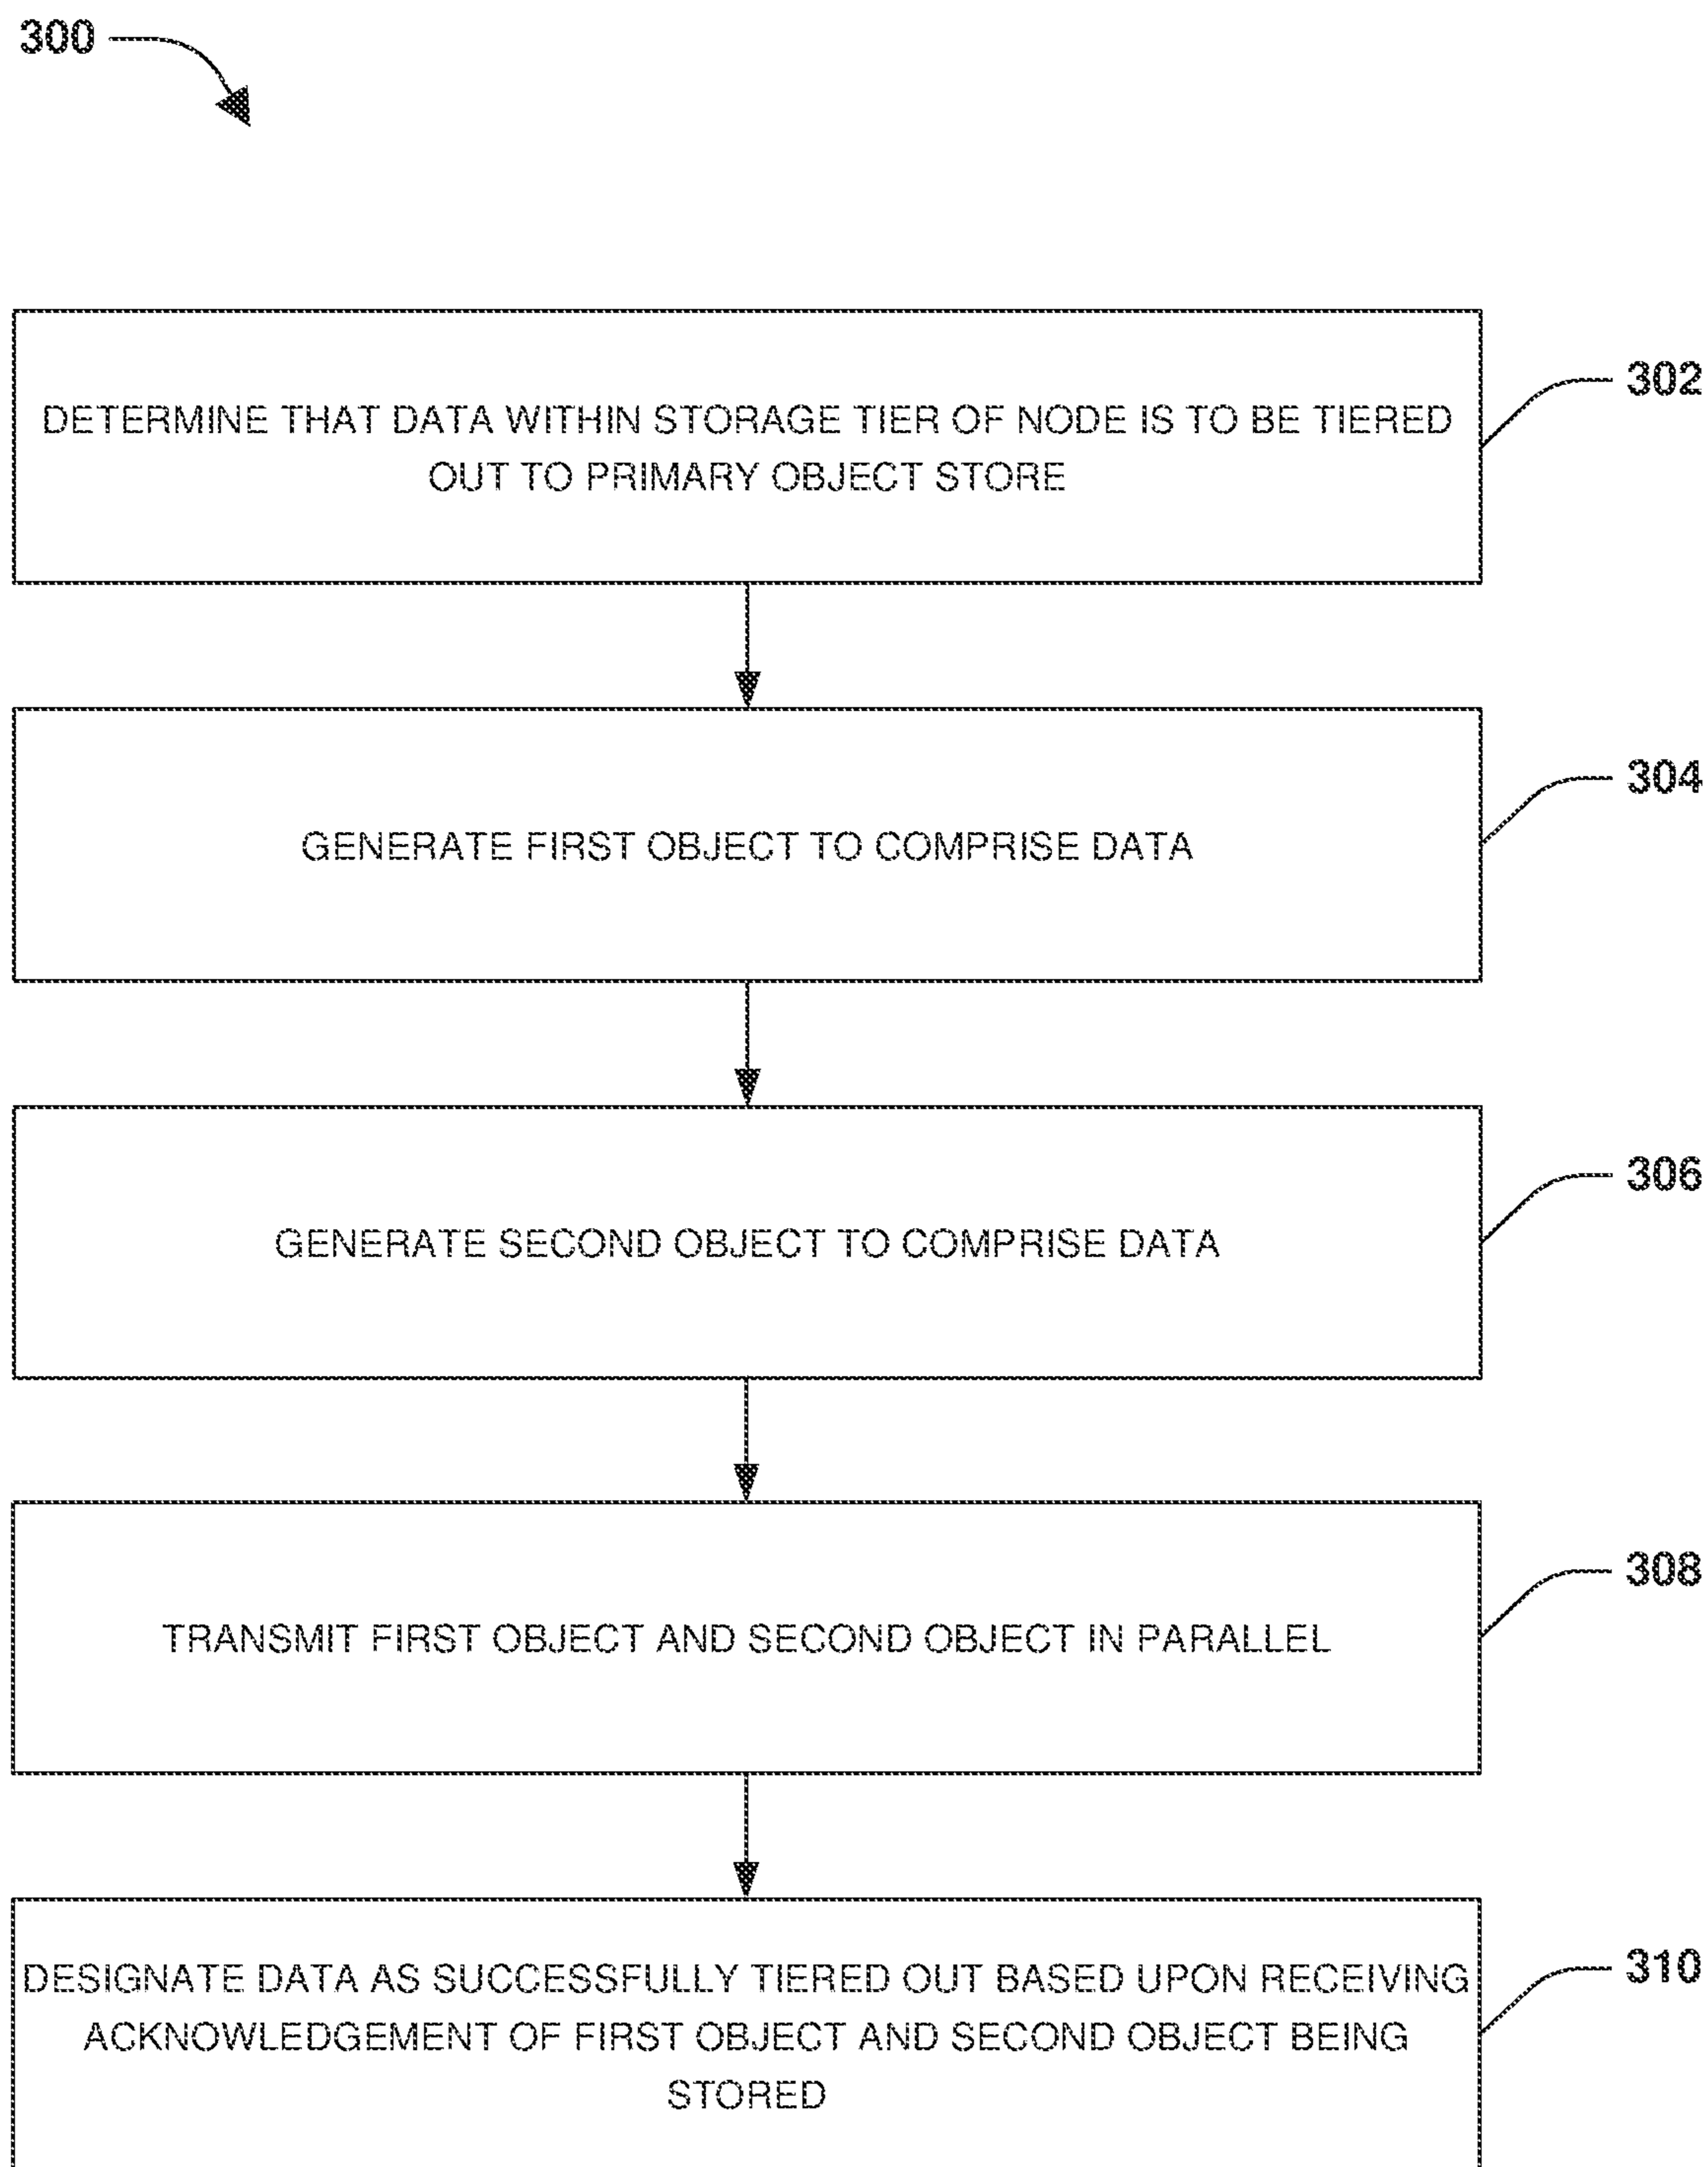 300
DETERMINE THAT DATA WITHIN STORAGE TIER OF NODE IS TO BE TIERED
OUT TO PRIMARY OBJECT STORE
302
GENERATE FIRST OBJECT TO COMPRISE DATA
304
GENERATE SECOND OBJECT TO COMPRISE DATA
306
TRANSMIT FIRST OBJECT AND SECOND OBJECT IN PARALLEL
308
DESIGNATE DATA AS SUCCESSFULLY TIERED OUT BASED UPON RECEIVING
ACKNOWLEDGEMENT OF FIRST OBJECT AND SECOND OBJECT BEING
STORED
310